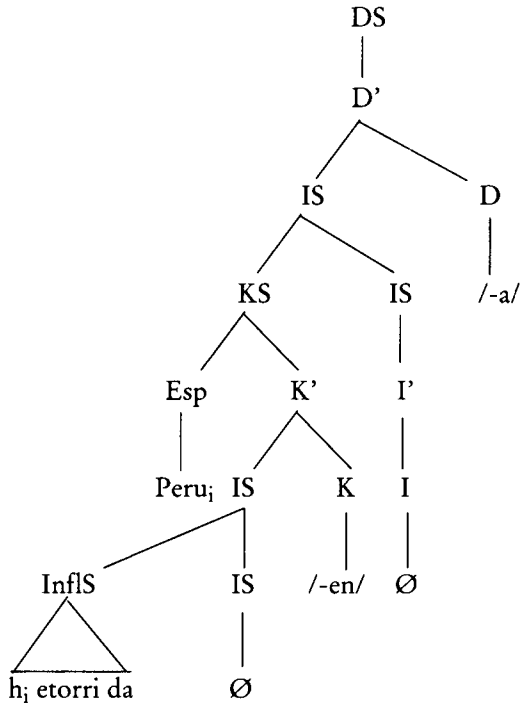 DS
D'
IS D
KS IS /-a/
Esp K' I'
Peruᵢ IS K I
InflS IS /-en/ Ø
hᵢ etorri da Ø